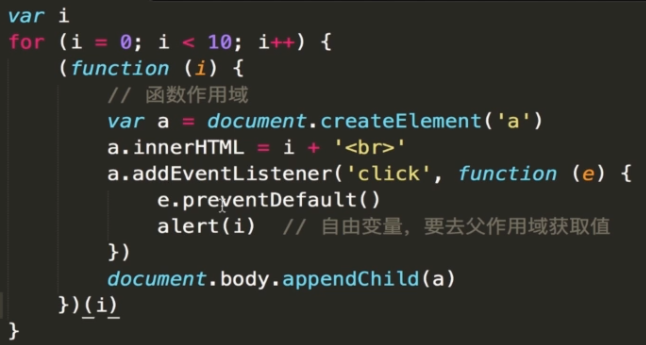 var i
for (i = 0; i < 10; i++) {
    (function (i) {
        // 函数作用域
        var a = document.createElement('a')
        a.innerHTML = i + '<br>'
        a.addEventListener('click', function (e) {
            e.preventDefault()
            alert(i)  // 自由变量，要去父作用域获取值
        })
        document.body.appendChild(a)
    })(i)
}